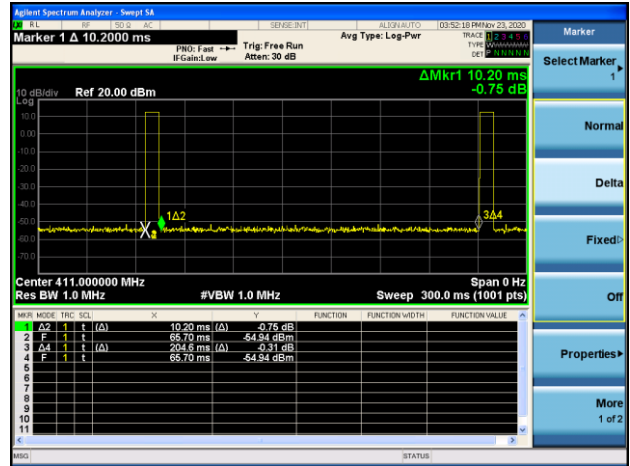 Agilent Spectrum Analyzer - Swept SA
RL RF 50 Ω AC SENSE:INT ALIGNAUTO 03:52:18 PM Nov 23, 2020
Marker 1 Δ 10.2000 ms
PNO: Fast
IFGain:Low
Trig: Free Run
Atten: 30 dB
Avg Type: Log-Pwr
TRACE 1 2 3 4 5 6
TYPE W
DET P N N N N N
ΔMkr1 10.20 ms
-0.75 dB
10 dB/div Ref 20.00 dBm
Log
10.0
0.00
-10.0
-20.0
-30.0
-40.0
-50.0
-60.0
-70.0
X 2 1Δ2 3Δ4
Center 411.000000 MHz Span 0 Hz
Res BW 1.0 MHz #VBW 1.0 MHz Sweep 300.0 ms (1001 pts)
MKR MODE TRC SCL X Y FUNCTION FUNCTION WIDTH FUNCTION VALUE
1 Δ2 1 t (Δ) 10.20 ms (Δ) -0.75 dB
2 F 1 t 65.70 ms -54.94 dBm
3 Δ4 1 t (Δ) 204.6 ms (Δ) -0.31 dB
4 F 1 t 65.70 ms -54.94 dBm
5
6
7
8
9
10
11
MSG STATUS
Marker
Select Marker
1
Normal
Delta
Fixed
Off
Properties
More
1 of 2